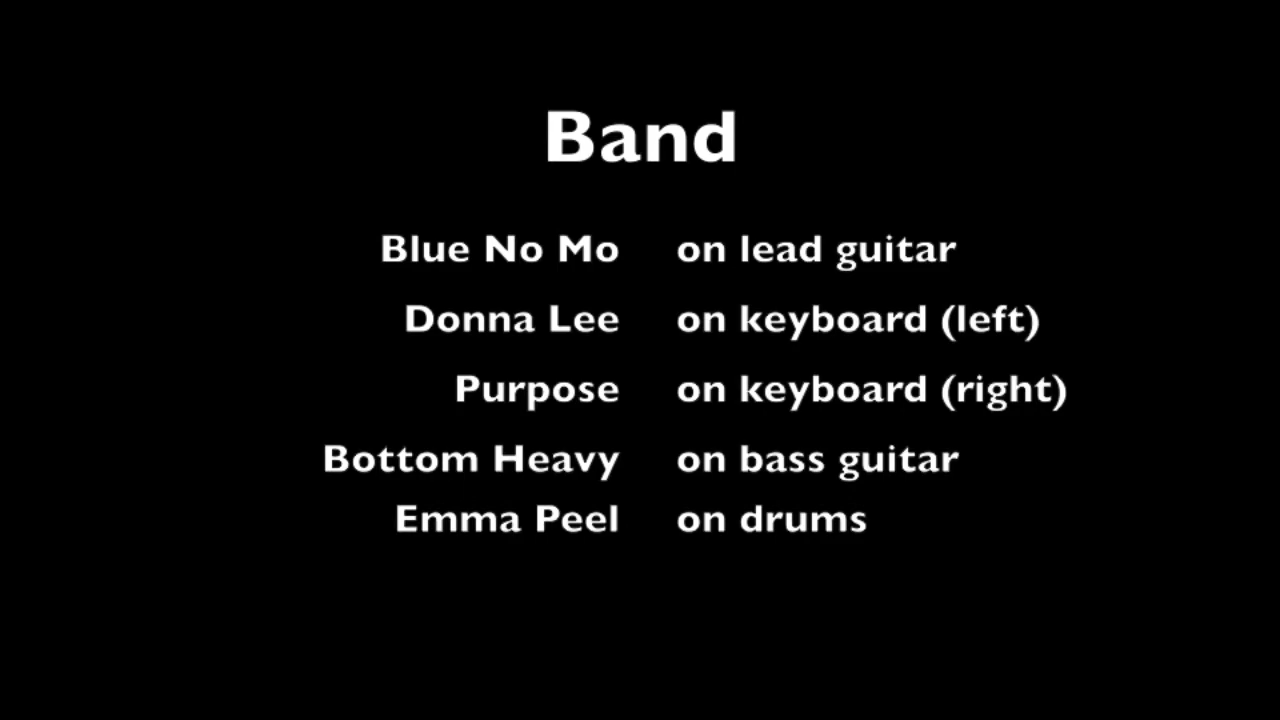 Band
Blue No Mo on lead guitar
Donna Lee on keyboard (left)
Purpose on keyboard (right)
Bottom Heavy on bass guitar
Emma Peel on drums